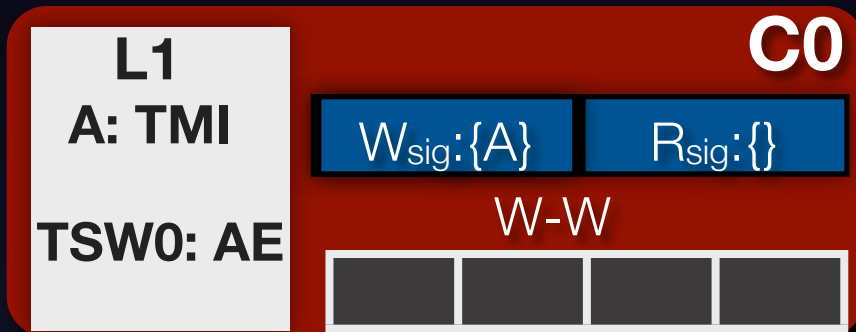 L1
A: TMI
TSW0: AE
C0
Wsig:{A}
Rsig:{}
W-W